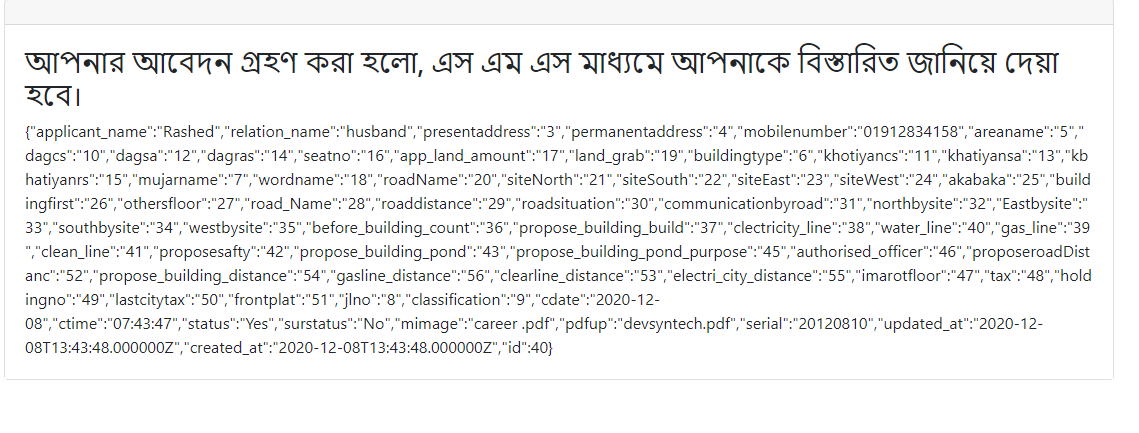 আপনার আবেদন গ্রহণ করা হলো, এস এম এস মাধ্যমে আপনাকে বিস্তারিত জানিয়ে দেয়া
হবে।
{"applicant_name":"Rashed","relation_name":"husband","presentaddress":"3","permanentaddress":"4","mobilenumber":"01912834158","areaname":"5","
dagcs":"10","dagsa":"12","dagras":"14","seatno":"16","app_land_amount":"17","land_grab":"19","buildingtype":"6","khotiyancs":"11","khatiyansa":"13","kb
hatiyanrs":"15","mujarname":"7","wordname":"18","roadName":"20","siteNorth":"21","siteSouth":"22","siteEast":"23","siteWest":"24","akabaka":"25","build
ingfirst":"26","othersfloor":"27","road_Name":"28","roaddistance":"29","roadsituation":"30","communicationbyroad":"31","northbysite":"32","Eastbysite":"
33","southbysite":"34","westbysite":"35","before_building_count":"36","propose_building_build":"37","clectricity_line":"38","water_line":"40","gas_line":"39
","clean_line":"41","proposesafty":"42","propose_building_pond":"43","propose_building_pond_purpose":"45","authorised_officer":"46","proposeroadDist
anc":"52","propose_building_distance":"54","gasline_distance":"56","clearline_distance":"53","electri_city_distance":"55","imarotfloor":"47","tax":"48","hold
ingno":"49","lastcitytax":"50","frontplat":"51","jlno":"8","classification":"9","cdate":"2020-12-
08","ctime":"07:43:47","status":"Yes","surstatus":"No","mimage":"career .pdf","pdfup":"devsyntech.pdf","serial":"20120810","updated_at":"2020-12-
08T13:43:48.000000Z","created_at":"2020-12-08T13:43:48.000000Z","id":40}